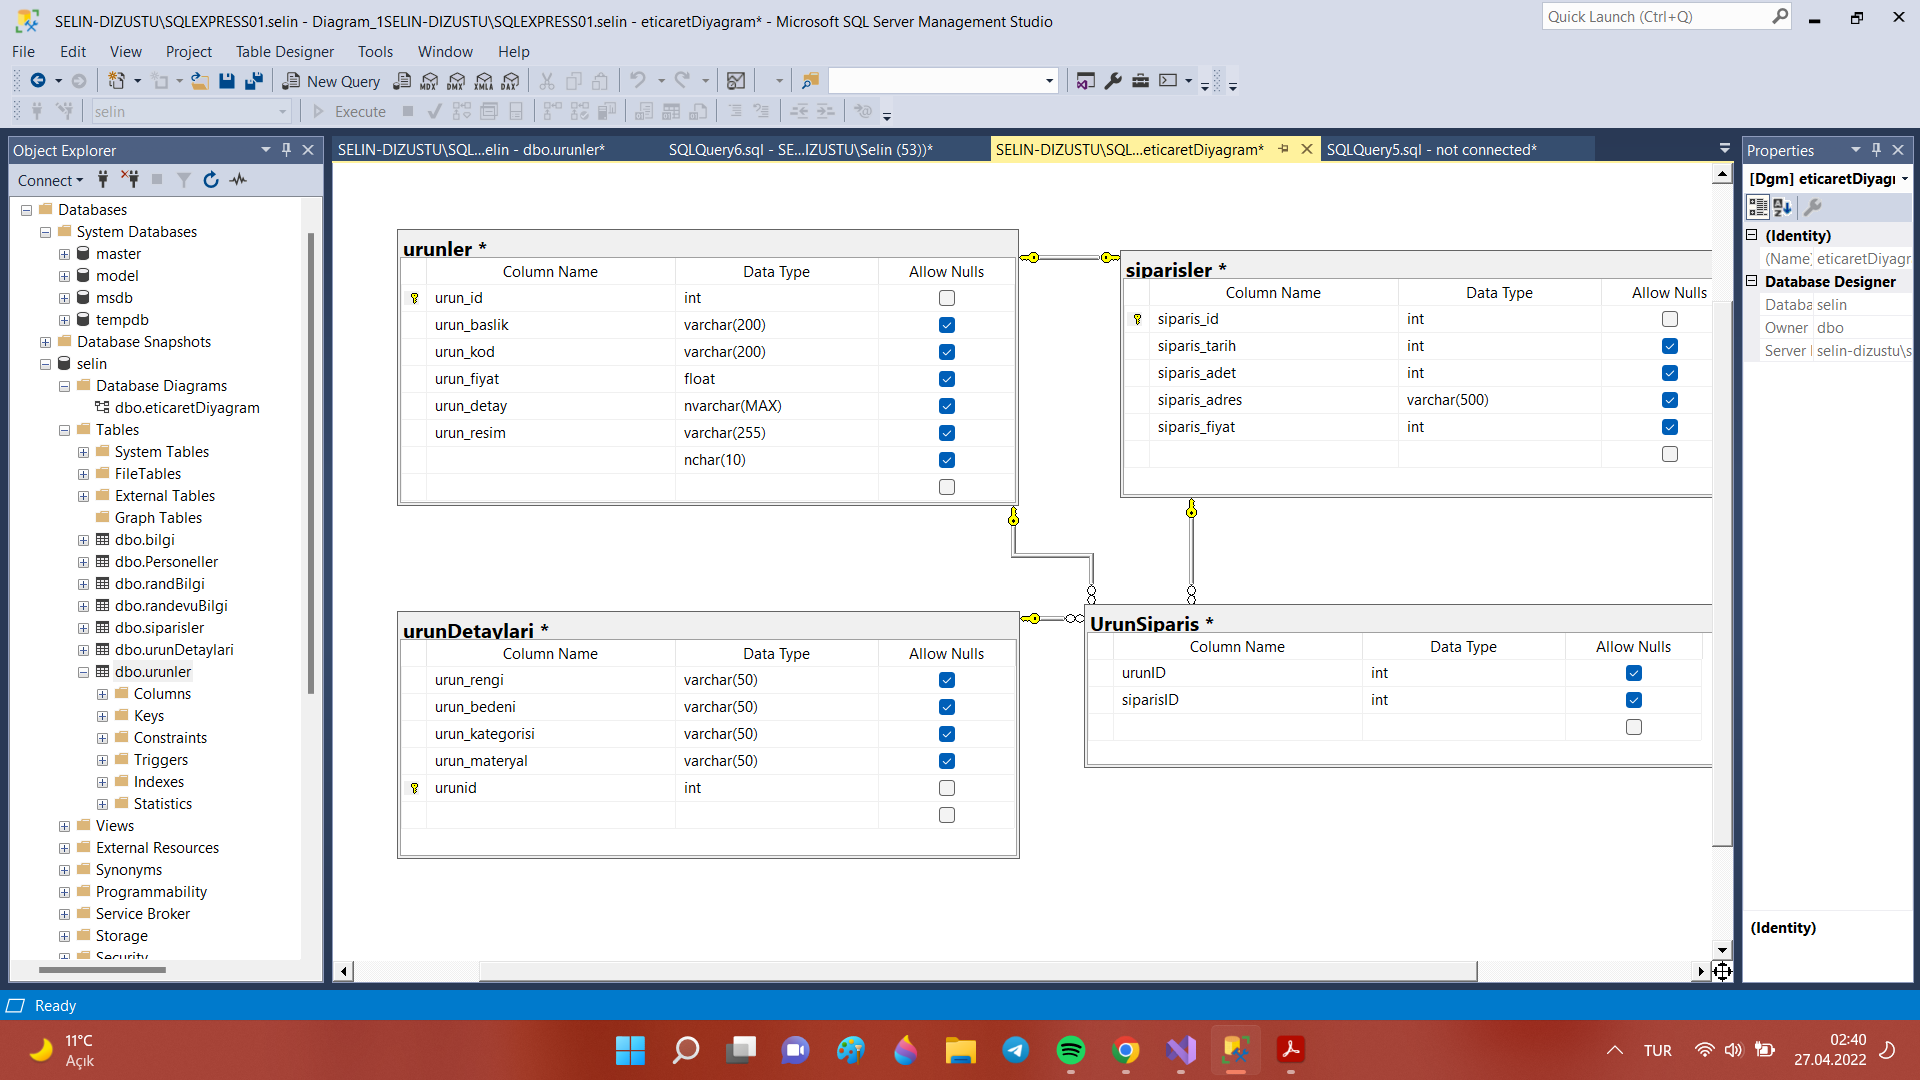 SELIN-DIZUSTU\SQLEXPRESS01.selin - Diagram_1SELIN-DIZUSTU\SQLEXPRESS01.selin - eticaretDiyagram* - Microsoft SQL Server Management Studio
Quick Launch (Ctrl+Q)
File Edit View Project Table Designer Tools Window Help
New Query MDX DMX XMLA DAX
selin Execute
Object Explorer
Connect
Databases
System Databases
master
model
msdb
tempdb
Database Snapshots
selin
Database Diagrams
dbo.eticaretDiyagram
Tables
System Tables
FileTables
External Tables
Graph Tables
dbo.bilgi
dbo.Personeller
dbo.randBilgi
dbo.randevuBilgi
dbo.siparisler
dbo.urunDetaylari
dbo.urunler
Columns
Keys
Constraints
Triggers
Indexes
Statistics
Views
External Resources
Synonyms
Programmability
Service Broker
Storage
Security
SELIN-DIZUSTU\SQL...elin - dbo.urunler*
SQLQuery6.sql - SE...IZUSTU\Selin (53))*
SELIN-DIZUSTU\SQL...eticaretDiyagram*
SQLQuery5.sql - not connected*
urunler *
Column Name Data Type Allow Nulls
urun_id int
urun_baslik varchar(200)
urun_kod varchar(200)
urun_fiyat float
urun_detay nvarchar(MAX)
urun_resim varchar(255)
nchar(10)
siparisler *
Column Name Data Type Allow Nulls
siparis_id int
siparis_tarih int
siparis_adet int
siparis_adres varchar(500)
siparis_fiyat int
urunDetaylari *
Column Name Data Type Allow Nulls
urun_rengi varchar(50)
urun_bedeni varchar(50)
urun_kategorisi varchar(50)
urun_materyal varchar(50)
urunid int
UrunSiparis *
Column Name Data Type Allow Nulls
urunID int
siparisID int
Properties
[Dgm] eticaretDiyagr
(Identity)
(Name) eticaretDiyagr
Database Designer
Databa selin
Owner dbo
Server selin-dizustu\s
(Identity)
Ready
11°C
Açık
TUR
02:40
27.04.2022